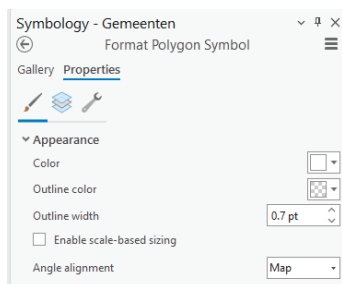 Symbology - Gemeenten
Format Polygon Symbol
Gallery Properties
Appearance
Color
Outline color
Outline width 0.7 pt
Enable scale-based sizing
Angle alignment Map